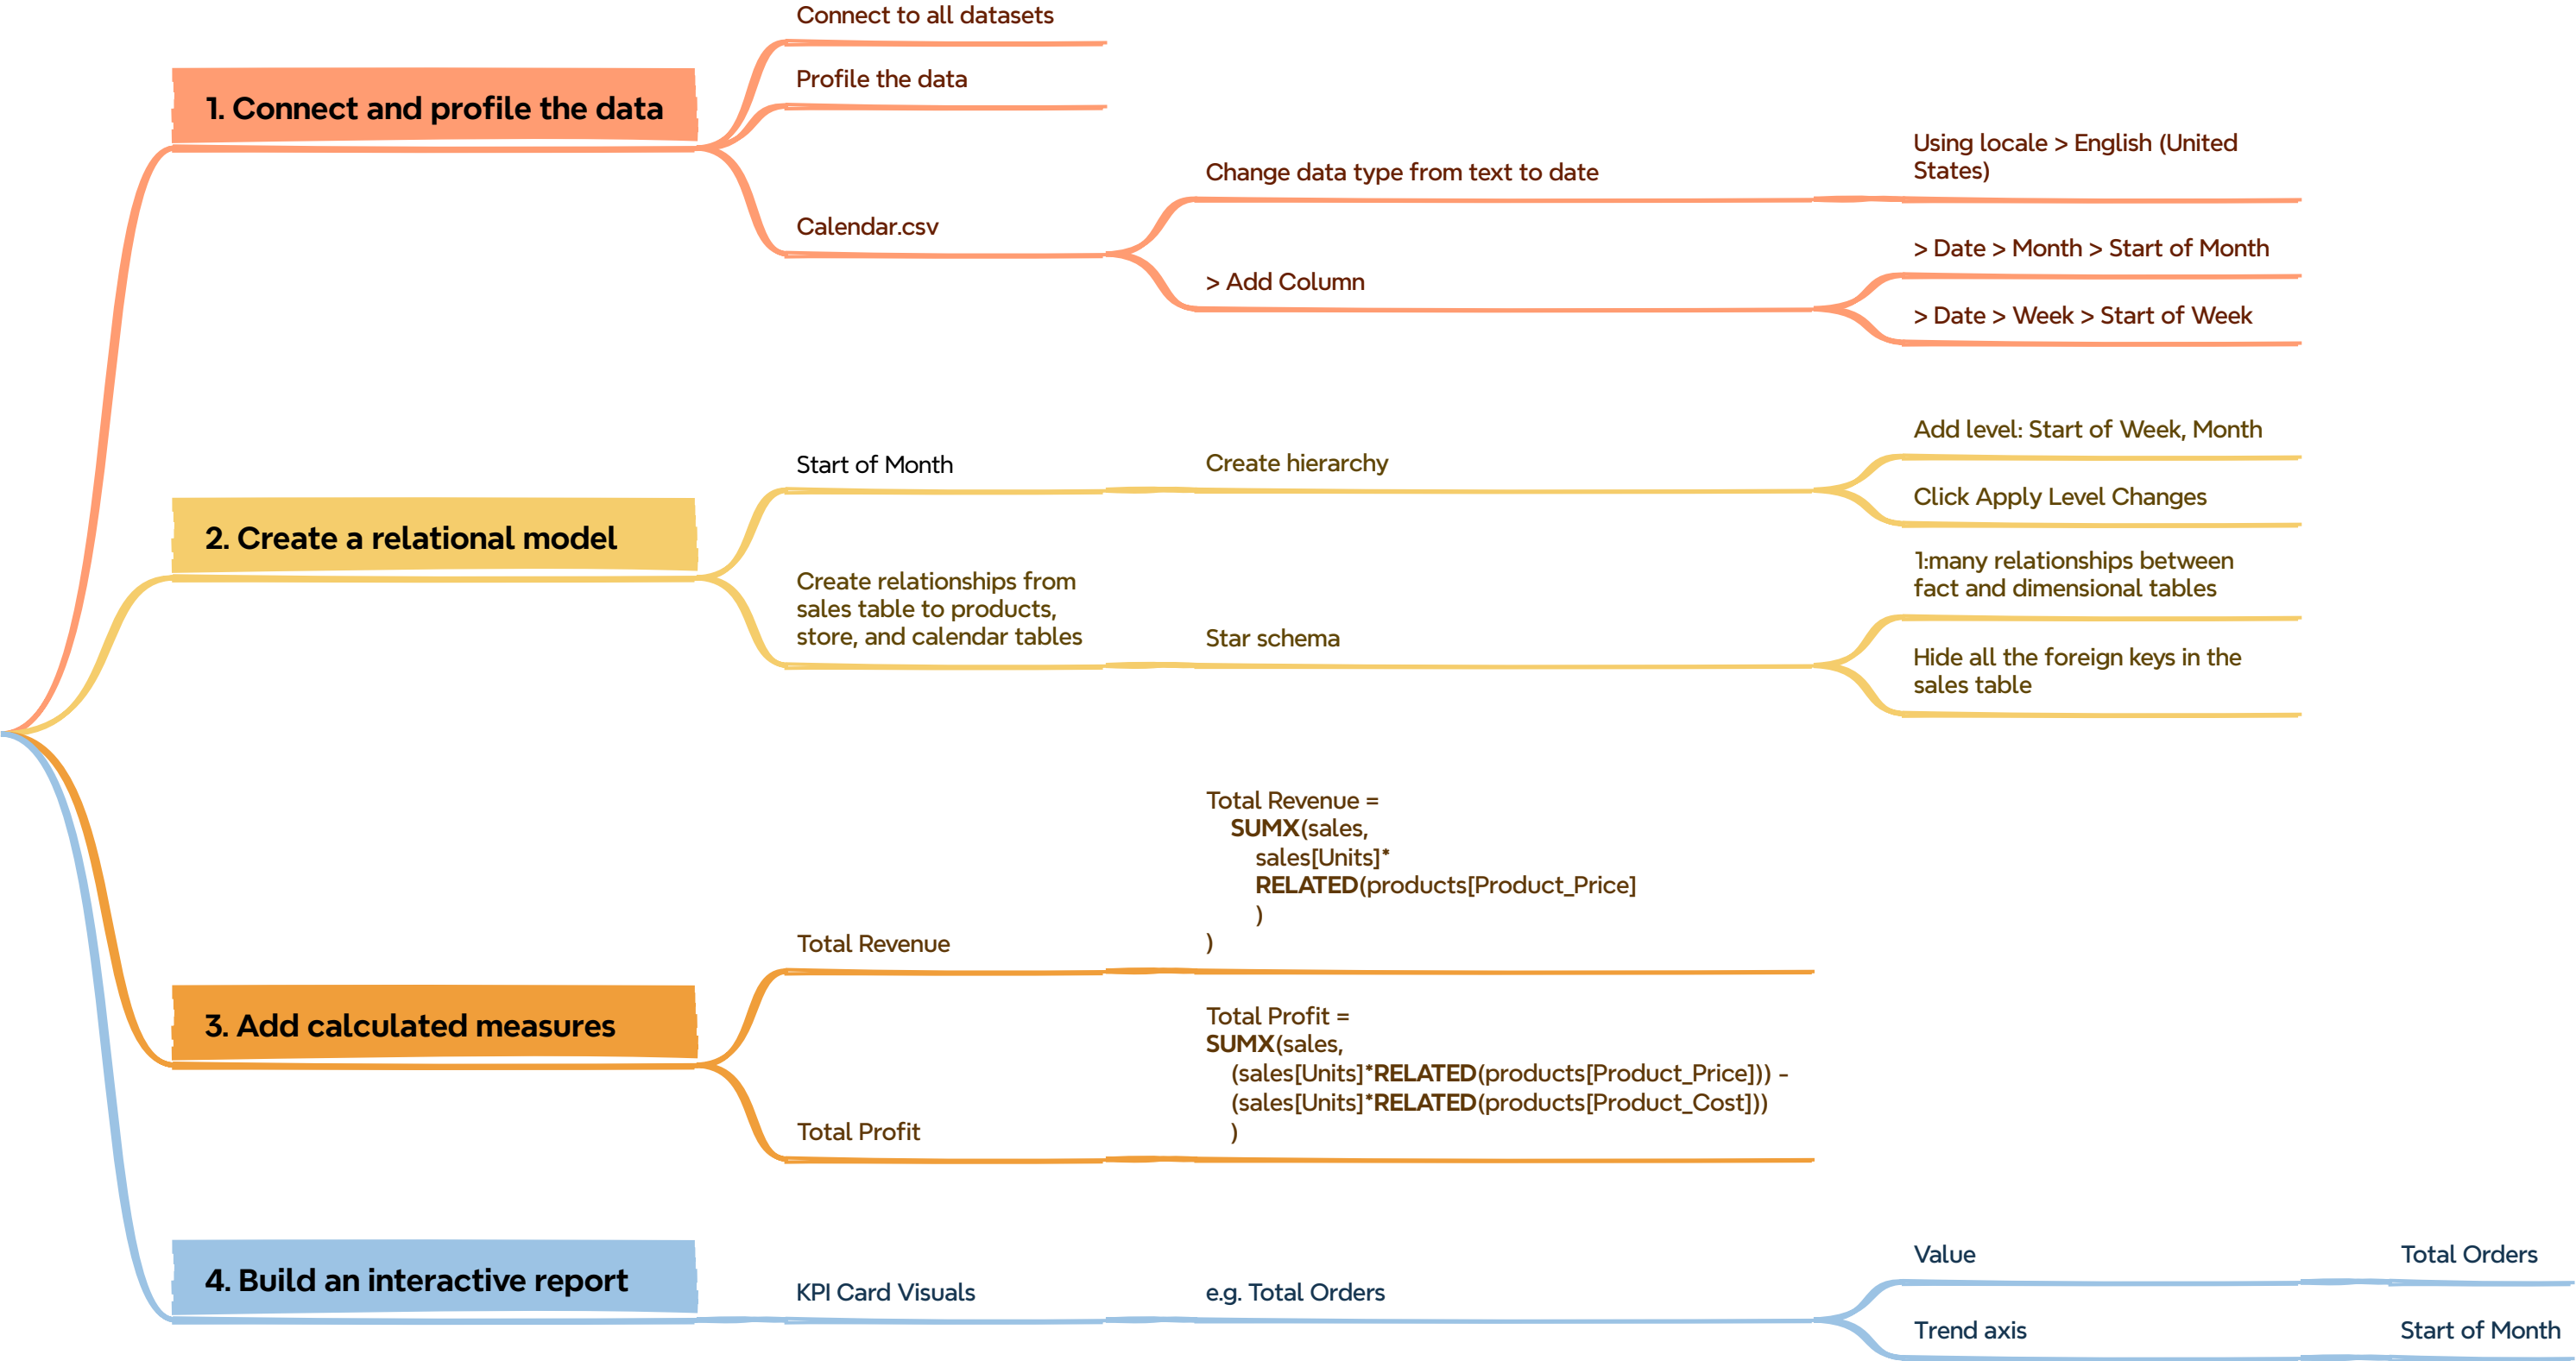 1. Connect and profile the data
Connect to all datasets
Profile the data
Calendar.csv
Change data type from text to date
Using locale > English (United
States)
> Add Column
> Date > Month > Start of Month
> Date > Week > Start of Week
2. Create a relational model
Start of Month
Create hierarchy
Add level: Start of Week, Month
Click Apply Level Changes
Create relationships from
sales table to products,
store, and calendar tables
Star schema
1:many relationships between
fact and dimensional tables
Hide all the foreign keys in the
sales table
3. Add calculated measures
Total Revenue
Total Revenue =
SUMX(sales,
sales[Units]*
RELATED(products[Product_Price]
)
)
Total Profit
Total Profit =
SUMX(sales,
(sales[Units]*RELATED(products[Product_Price])) -
(sales[Units]*RELATED(products[Product_Cost]))
)
4. Build an interactive report
KPI Card Visuals
e.g. Total Orders
Value
Total Orders
Trend axis
Start of Month